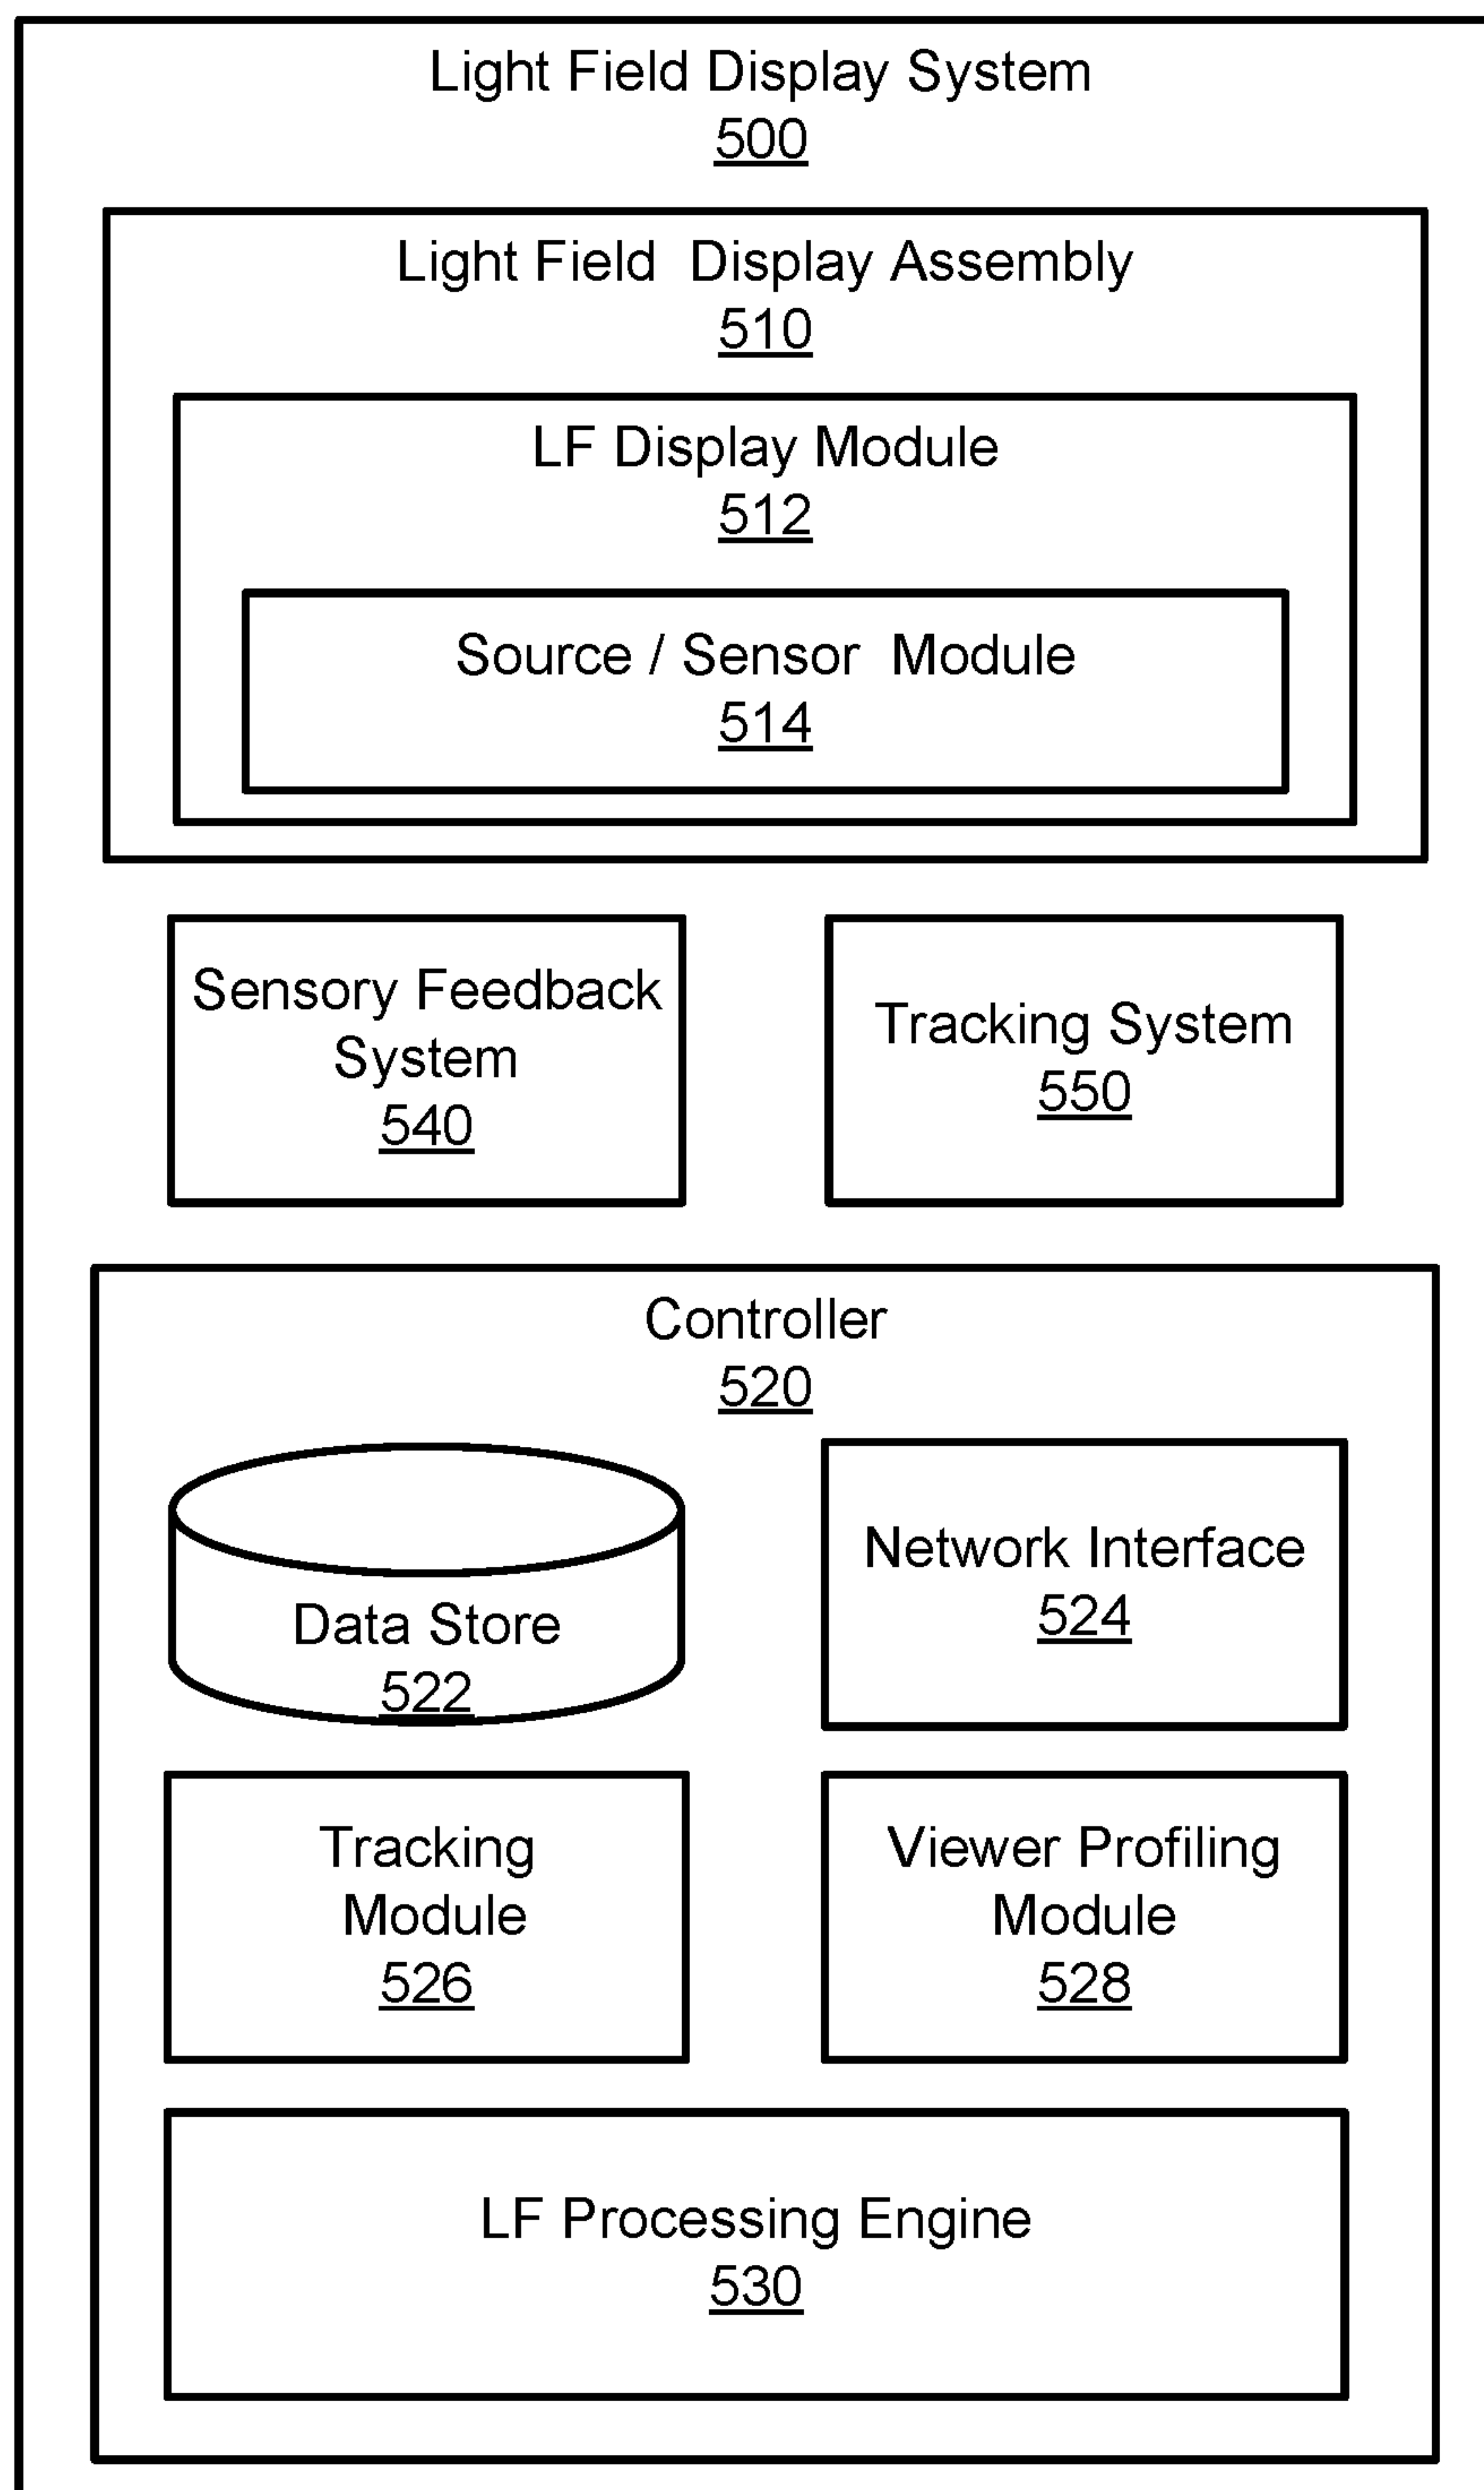 Light Field Display System
500
Light Field Display Assembly
510
LF Display Module
512
Source / Sensor Module
514
Sensory Feedback
System
540
Tracking System
550
Controller
520
Data Store
522
Network Interface
524
Tracking
Module
526
Viewer Profiling
Module
528
LF Processing Engine
530